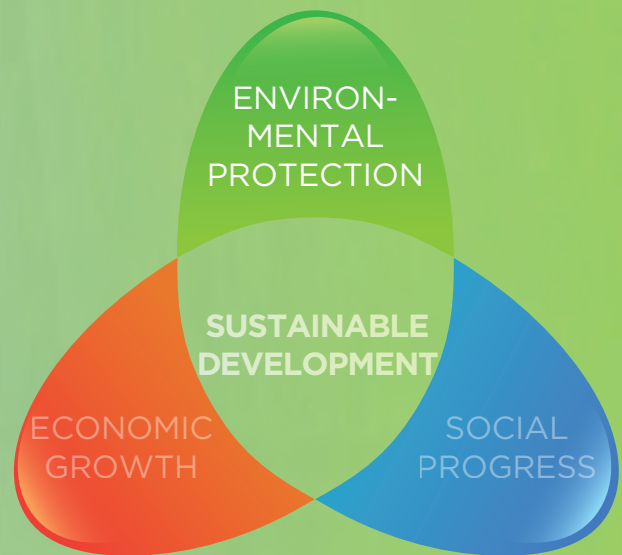 ENVIRON-
MENTAL
PROTECTION
SUSTAINABLE
DEVELOPMENT
ECONOMIC
GROWTH
SOCIAL
PROGRESS